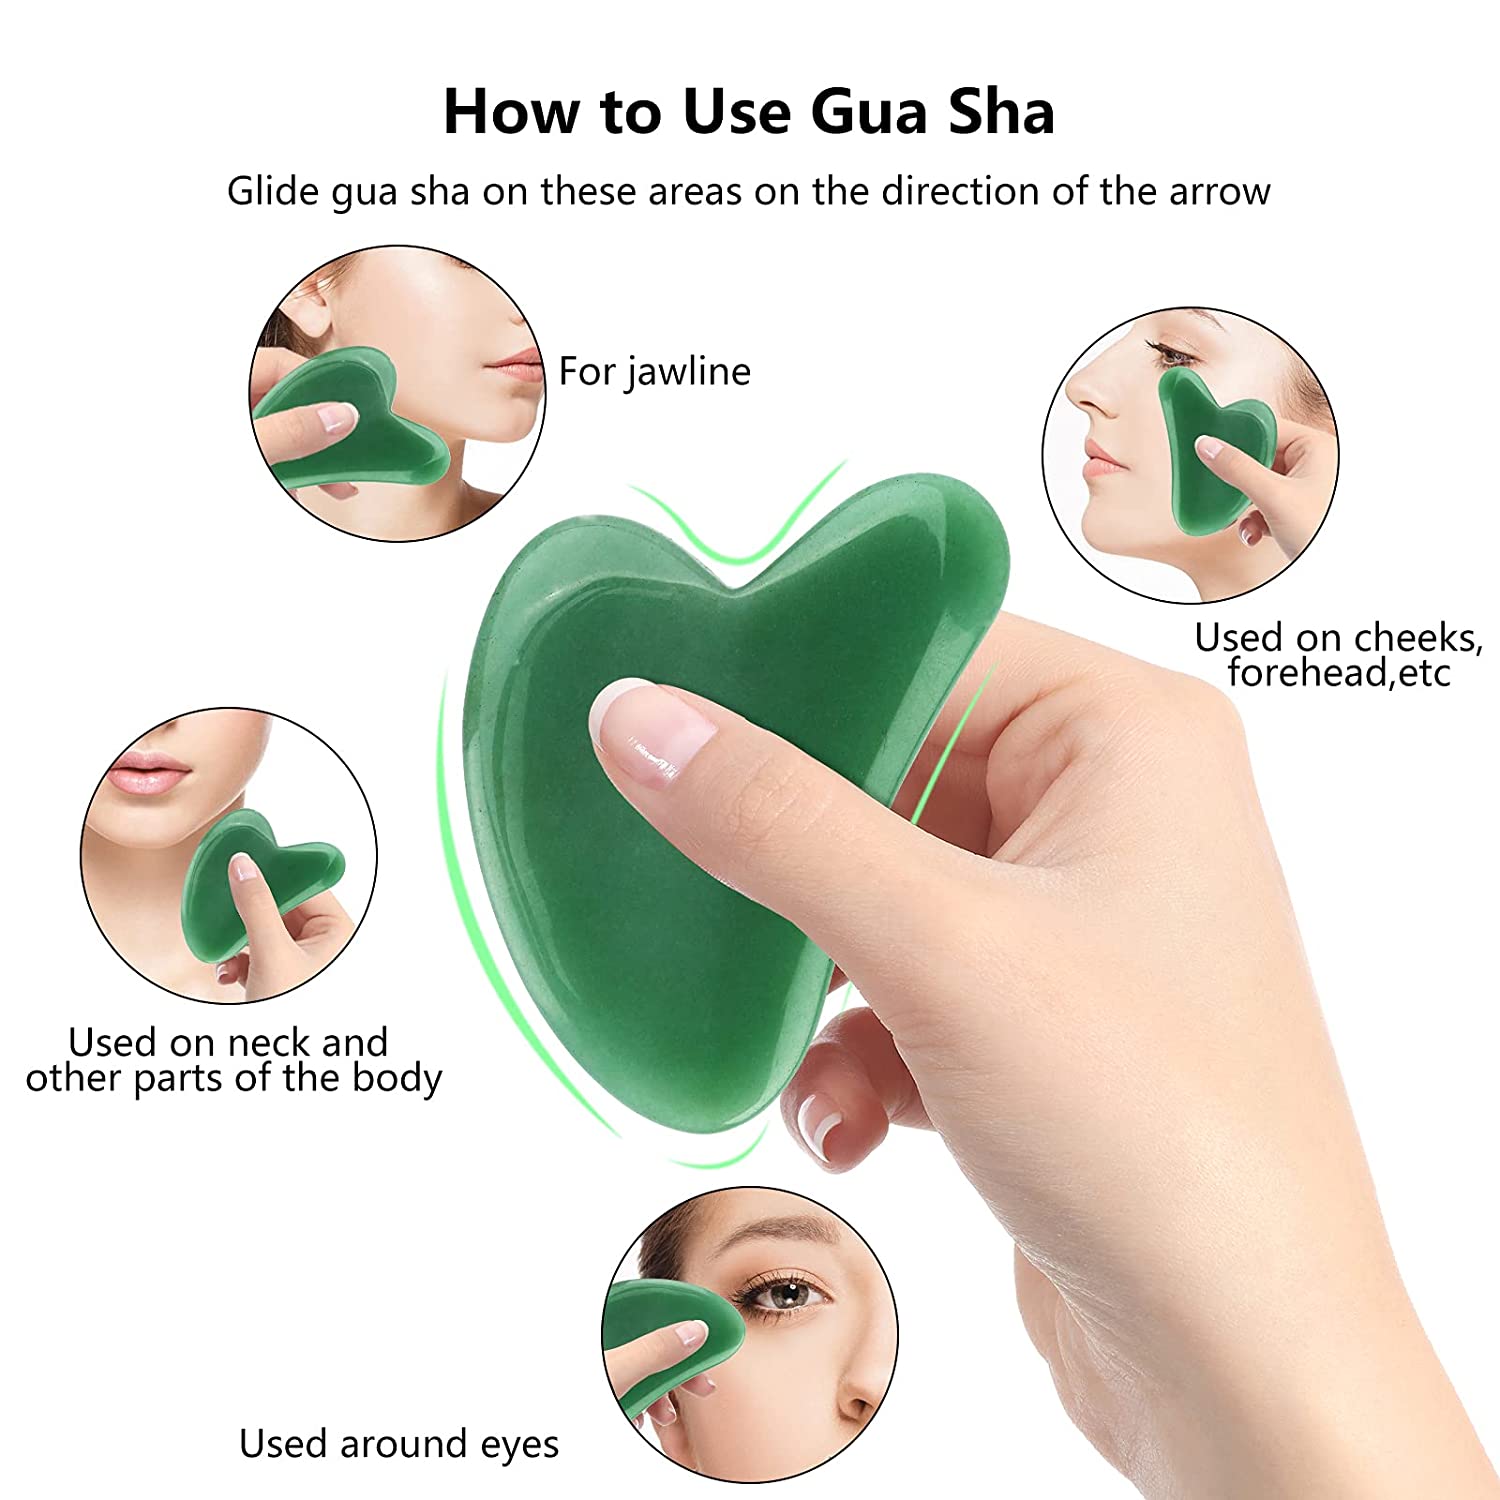 How to Use Gua Sha
Glide gua sha on these areas on the direction of the arrow
For jawline
Used on cheeks,
forehead,etc
Used on neck and
other parts of the body
Used around eyes